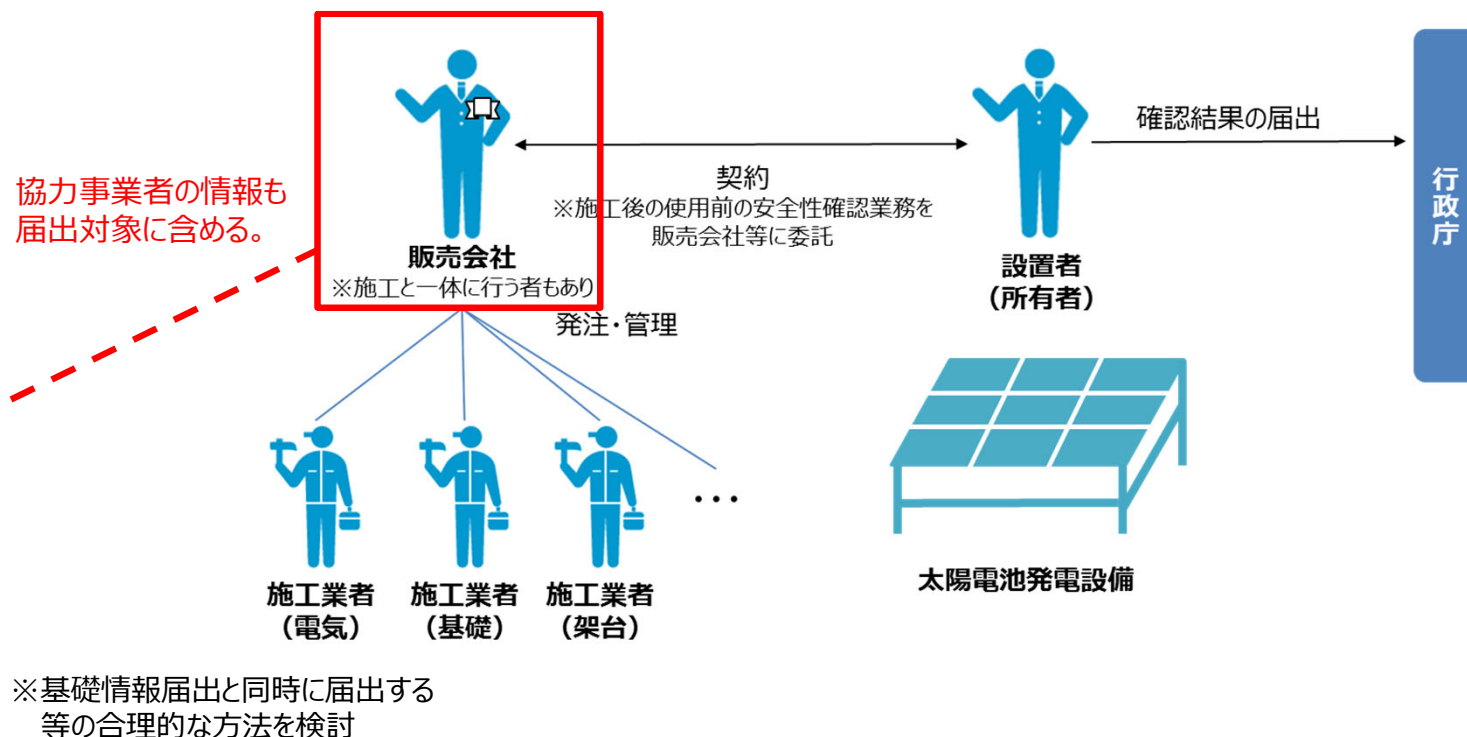 確認結果の届出
行政庁
協力事業者の情報も
届出対象に含める。
契約
※施工後の使用前の安全性確認業務を
販売会社等に委託
販売会社
※施工と一体に行う者もあり
設置者
（所有者）
発注・管理
…
施工業者
（電気）
施工業者
（基礎）
施工業者
（架台）
太陽電池発電設備
※基礎情報届出と同時に届出する
等の合理的な方法を検討